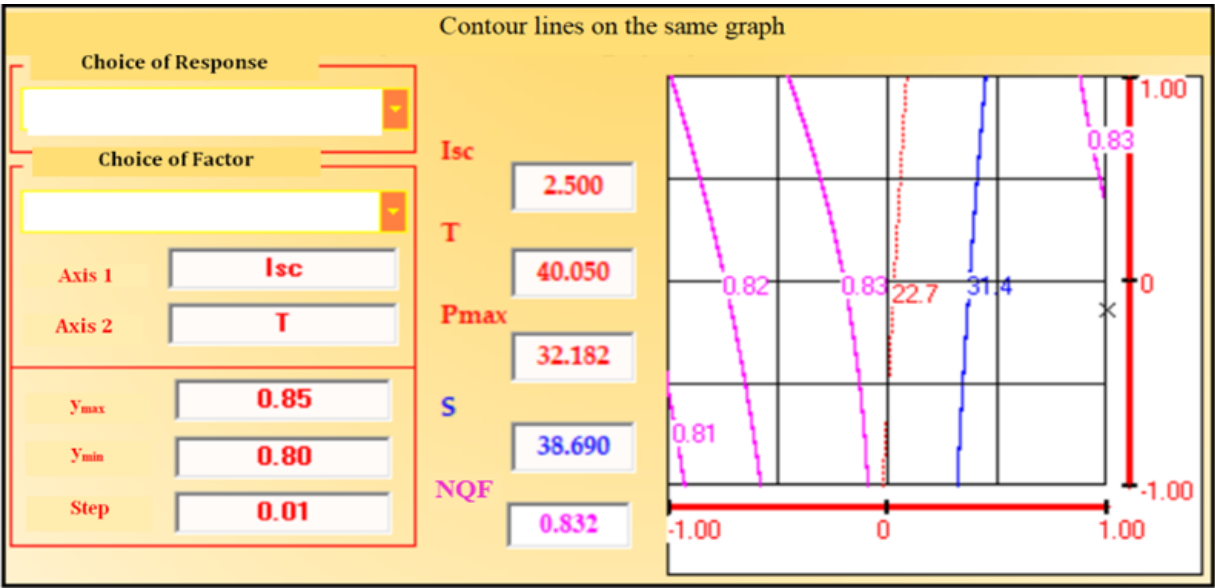 Contour lines on the same graph
Choice of Response
Choice of Factor
Axis 1
Isc
Axis 2
T
ymax
0.85
ymin
0.80
Step
0.01
Isc
2.500
T
40.050
Pmax
32.182
S
38.690
NQF
0.832
0.83
0.82
0.83
22.7
31.4
0.81
1.00
0
-1.00
-1.00
0
1.00